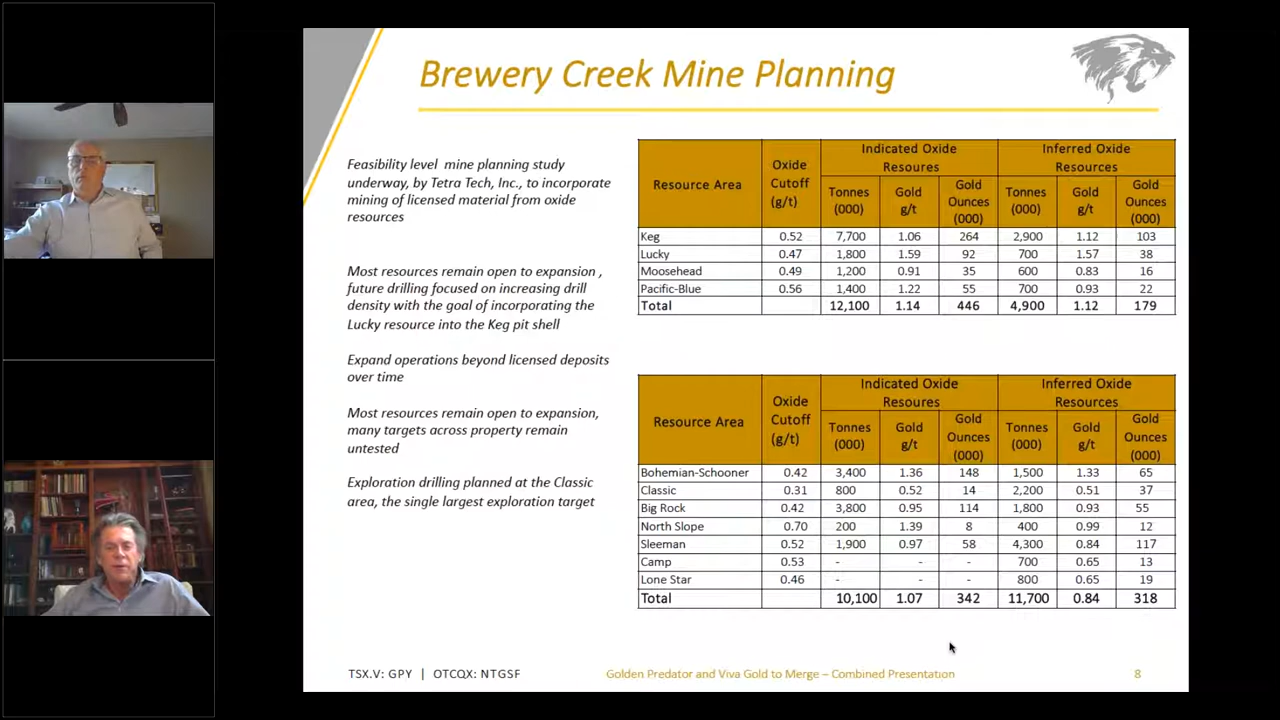 Brewery Creek Mine Planning
Feasibility level mine planning study
underway, by Tetra Tech, Inc., to incorporate
mining of licensed material from oxide
resources
Most resources remain open to expansion ,
future drilling focused on increasing drill
density with the goal of incorporating the
Lucky resource into the Keg pit shell
Expand operations beyond licensed deposits
over time
Most resources remain open to expansion,
many targets across property remain
untested
Exploration drilling planned at the Classic
area, the single largest exploration target
Resource Area Oxide Cutoff (g/t) Indicated Oxide Resoures Inferred Oxide Resources
Tonnes (000) Gold g/t Gold Ounces (000) Tonnes (000) Gold g/t Gold Ounces (000)
Keg 0.52 7,700 1.06 264 2,900 1.12 103
Lucky 0.47 1,800 1.59 92 700 1.57 38
Moosehead 0.49 1,200 0.91 35 600 0.83 16
Pacific-Blue 0.56 1,400 1.22 55 700 0.93 22
Total 12,100 1.14 446 4,900 1.12 179
Resource Area Oxide Cutoff (g/t) Indicated Oxide Resoures Inferred Oxide Resources
Tonnes (000) Gold g/t Gold Ounces (000) Tonnes (000) Gold g/t Gold Ounces (000)
Bohemian-Schooner 0.42 3,400 1.36 148 1,500 1.33 65
Classic 0.31 800 0.52 14 2,200 0.51 37
Big Rock 0.42 3,800 0.95 114 1,800 0.93 55
North Slope 0.70 200 1.39 8 400 0.99 12
Sleeman 0.52 1,900 0.97 58 4,300 0.84 117
Camp 0.53 - - - 700 0.65 13
Lone Star 0.46 - - - 800 0.65 19
Total 10,100 1.07 342 11,700 0.84 318
TSX.V: GPY | OTCQX: NTGSF
Golden Predator and Viva Gold to Merge – Combined Presentation
8